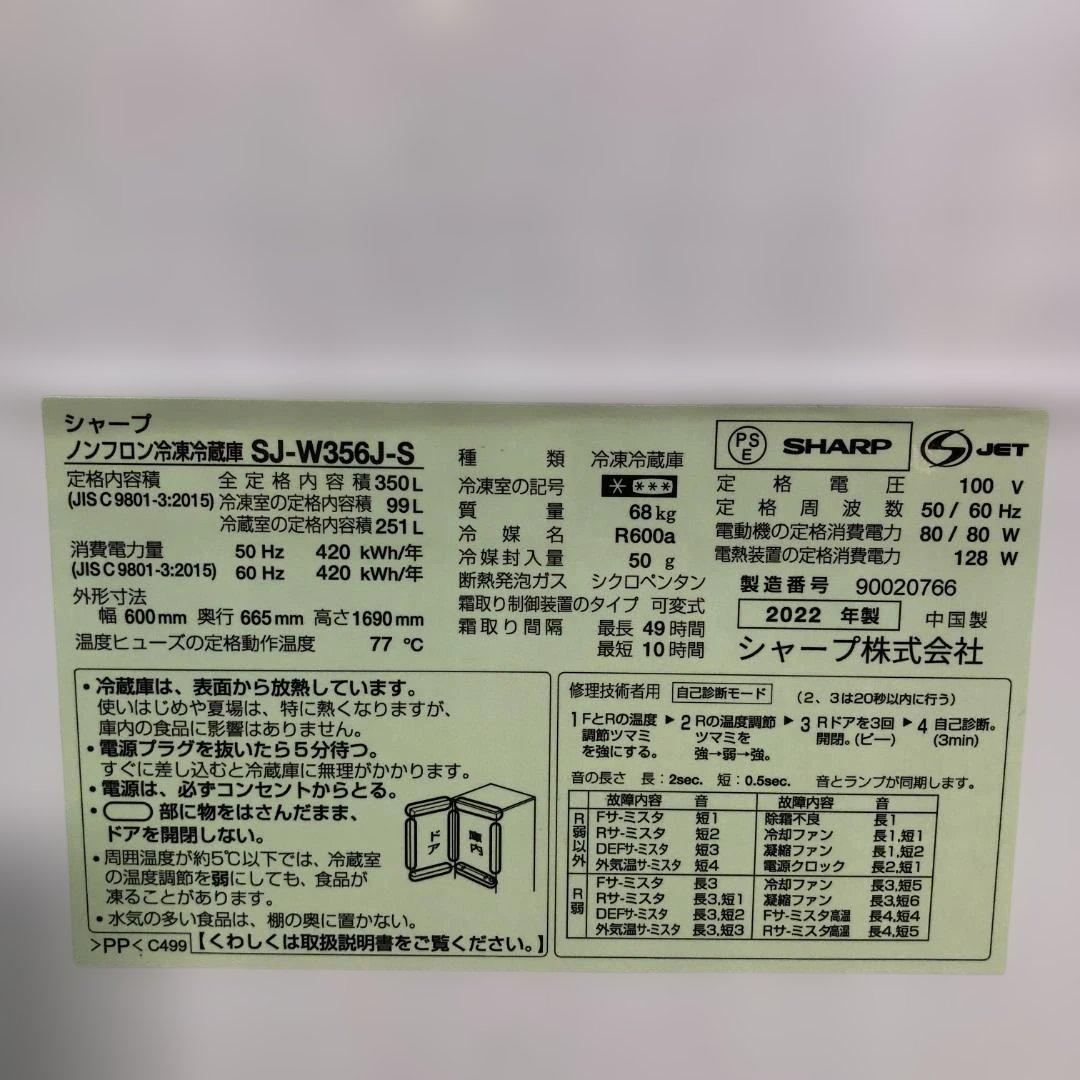 シャープ
ノンフロン冷凍冷蔵庫 SJ-W356J-S
定格内容積 全定格内容積 350 L
(JIS C 9801-3:2015) 冷凍室の定格内容積 99 L
冷蔵室の定格内容積 251 L
消費電力量 50 Hz 420 kWh/年
(JIS C 9801-3:2015) 60 Hz 420 kWh/年
外形寸法
幅 600 mm 奥行 665 mm 高さ 1690 mm
温度ヒューズの定格動作温度 77 ℃
種類 冷凍冷蔵庫
冷凍室の記号 * ***
質量 68 kg
冷媒名 R600a
冷媒封入量 50 g
断熱発泡ガス シクロペンタン
霜取り制御装置のタイプ 可変式
霜取り間隔 最長 49 時間
最短 10 時間
PS E SHARP S JET
定格電圧 100 V
定格周波数 50 / 60 Hz
電動機の定格消費電力 80 / 80 W
電熱装置の定格消費電力 128 W
製造番号 90020766
2022 年製 中国製
シャープ株式会社
・冷蔵庫は、表面から放熱しています。
使いはじめや夏場は、特に熱くなりますが、
庫内の食品に影響はありません。
・電源プラグを抜いたら5分待つ。
すぐに差し込むと冷蔵庫に無理がかかります。
・電源は、必ずコンセントからとる。
・部に物をはさんだまま、
ドアを開閉しない。
ドア 庫内
・周囲温度が約5℃以下では、冷蔵室
の温度調節を弱にしても、食品が
凍ることがあります。
・水気の多い食品は、棚の奥に置かない。
>PP< C499 【くわしくは取扱説明書をご覧ください。】
修理技術者用 自己診断モード (2、3は20秒以内に行う)
1 FとRの温度 ▶ 2 Rの温度調節 ▶ 3 Rドアを3回 ▶ 4 自己診断。
調節ツマミ ツマミを 開閉。(ピー) (3min)
を強にする。 強→弱→強。
音の長さ 長:2sec. 短:0.5sec. 音とランプが同期します。
故障内容 音 故障内容 音
R弱以外 Fサ-ミスタ 短1 除霜不良 長1
Rサ-ミスタ 短2 冷却ファン 長1,短1
DEFサ-ミスタ 短3 凝縮ファン 長1,短2
外気温サ-ミスタ 短4 電源クロック 長2,短1
R弱 Fサ-ミスタ 長3 冷却ファン 長3,短5
Rサ-ミスタ 長3,短1 凝縮ファン 長3,短6
DEFサ-ミスタ 長3,短2 Fサ-ミスタ高温 長4,短4
外気温サ-ミスタ 長3,短3 Rサ-ミスタ高温 長4,短5